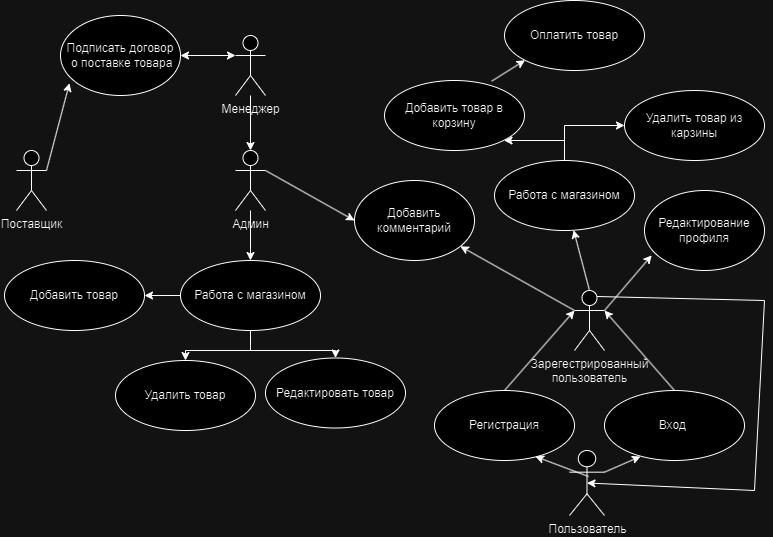 Оплатить товар
Подписать договор
о поставке товара
Менеджер
Добавить товар в
корзину
Удалить товар из
карзины
Поставщик
Админ
Добавить
комментарий
Работа с магазином
Редактирование
профиля
Добавить товар
Работа с магазином
Зарегестрированный
пользователь
Удалить товар
Редактировать товар
Регистрация
Вход
Пользователь